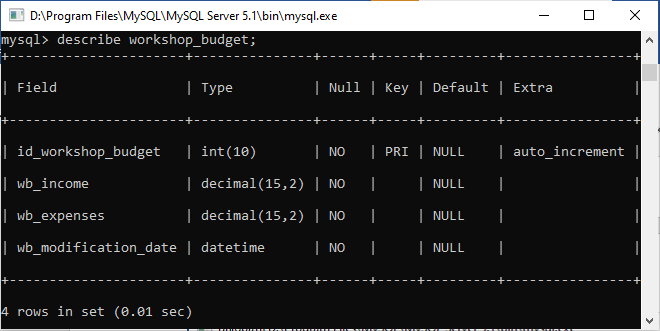 D:\Program Files\MySQL\MySQL Server 5.1\bin\mysql.exe
mysql> describe workshop_budget;
+----------------------+---------------+------+-----+---------+----------------+
| Field                | Type          | Null | Key | Default | Extra          |
+----------------------+---------------+------+-----+---------+----------------+
| id_workshop_budget   | int(10)       | NO   | PRI | NULL    | auto_increment |
| wb_income            | decimal(15,2) | NO   |     | NULL    |                |
| wb_expenses          | decimal(15,2) | NO   |     | NULL    |                |
| wb_modification_date | datetime      | NO   |     | NULL    |                |
+----------------------+---------------+------+-----+---------+----------------+
4 rows in set (0.01 sec)